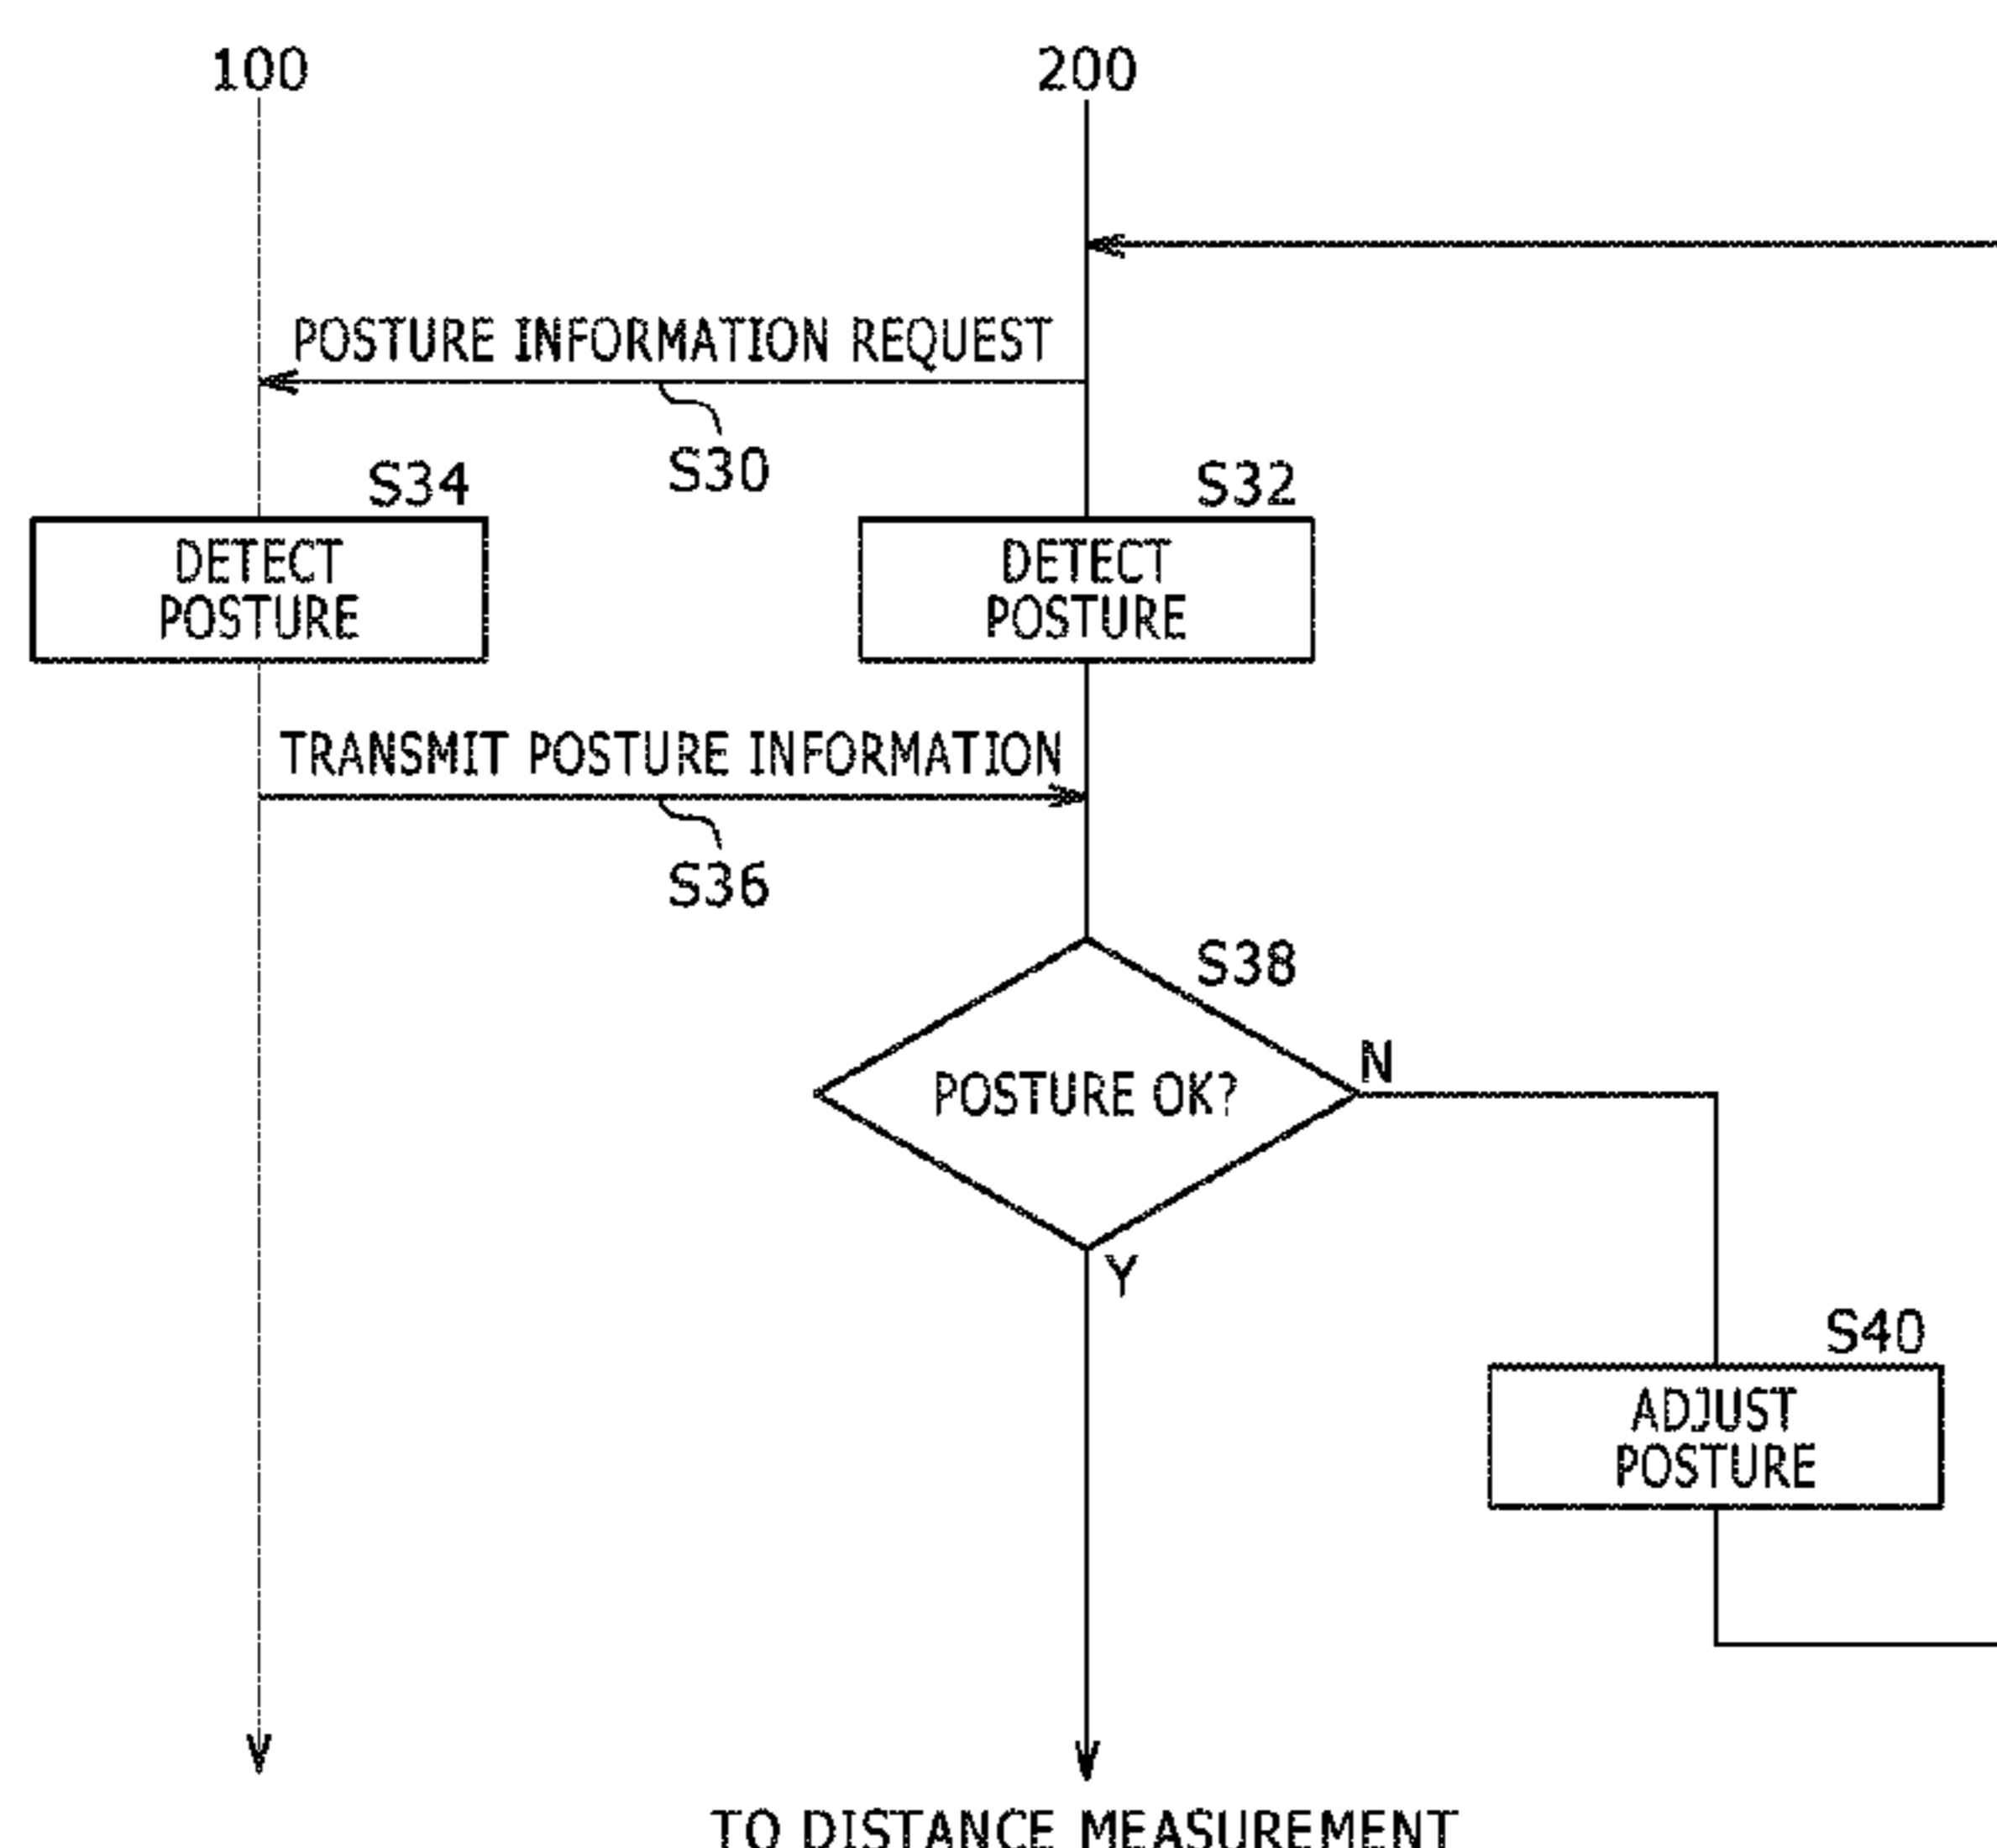 100
200
POSTURE INFORMATION REQUEST
S30
S34
S32
DETECT
POSTURE
DETECT
POSTURE
TRANSMIT POSTURE INFORMATION
S36
S38
POSTURE OK?
N
Y
S40
ADJUST
POSTURE
TO DISTANCE MEASUREMENT